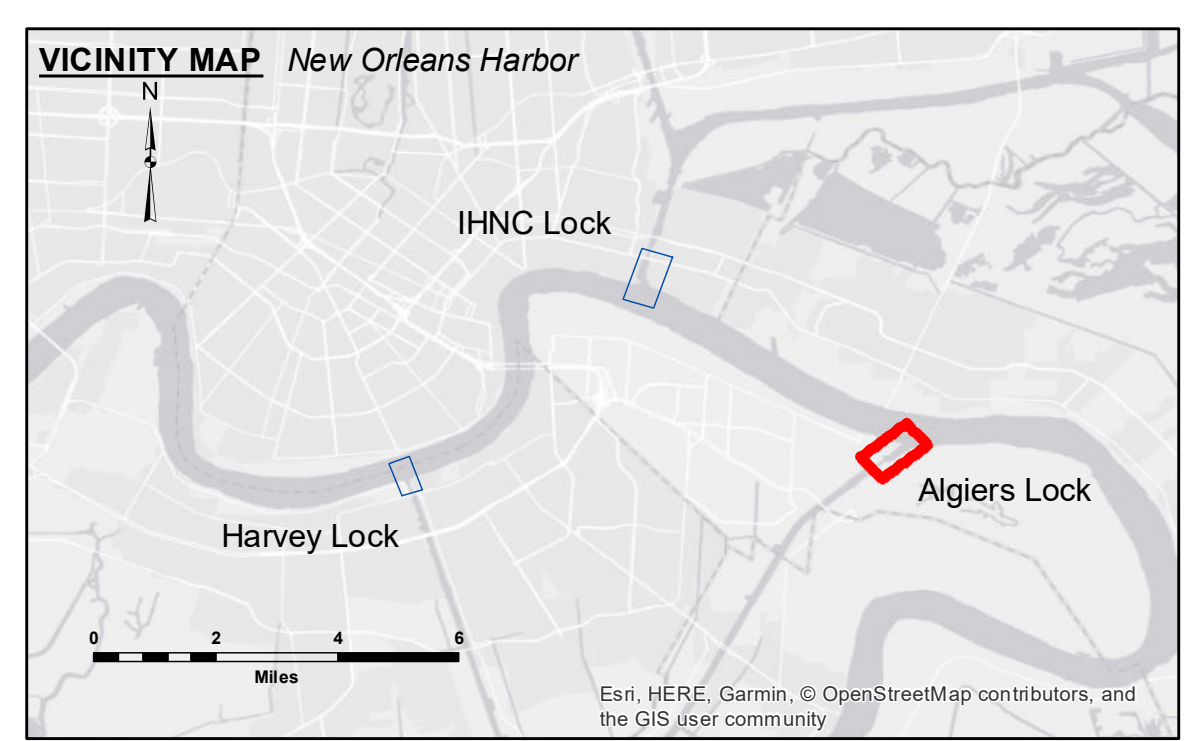 VICINITY MAP New Orleans Harbor
N
IHNC Lock
Algiers Lock
Harvey Lock
0 2 4 6
Miles
Esri, HERE, Garmin, © OpenStreetMap contributors, and
the GIS user community